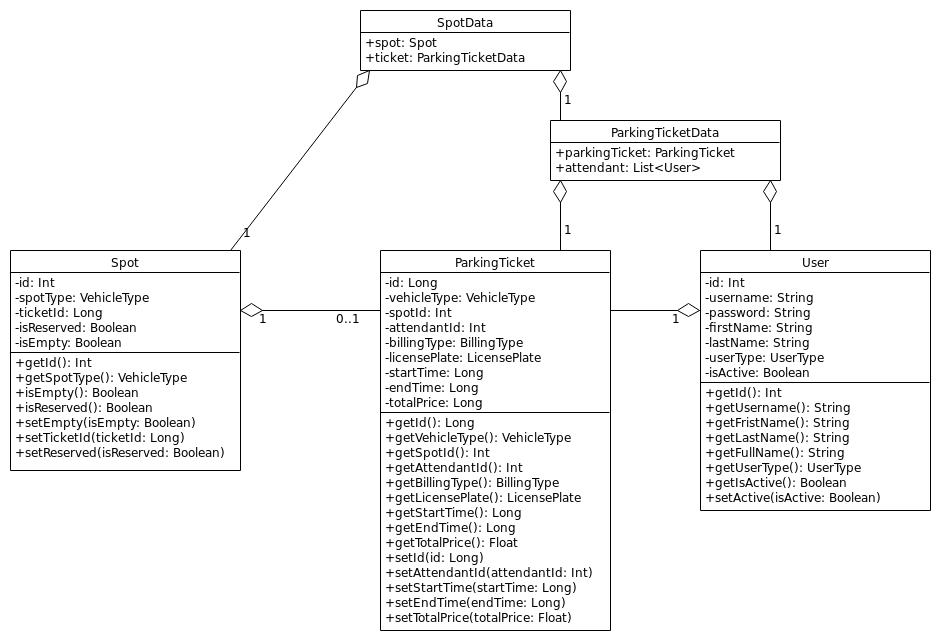 SpotData
+spot: Spot
+ticket: ParkingTicketData
1
ParkingTicketData
+parkingTicket: ParkingTicket
+attendant: List<User>
1
1
1
Spot
-id: Int
-spotType: VehicleType
-ticketId: Long
-isReserved: Boolean
-isEmpty: Boolean
+getId(): Int
+getSpotType(): VehicleType
+isEmpty(): Boolean
+isReserved(): Boolean
+setEmpty(isEmpty: Boolean)
+setTicketId(ticketId: Long)
+setReserved(isReserved: Boolean)
1
0..1
ParkingTicket
-id: Long
-vehicleType: VehicleType
-spotId: Int
-attendantId: Int
-billingType: BillingType
-licensePlate: LicensePlate
-startTime: Long
-endTime: Long
-totalPrice: Long
+getId(): Long
+getVehicleType(): VehicleType
+getSpotId(): Int
+getAttendantId(): Int
+getBillingType(): BillingType
+getLicensePlate(): LicensePlate
+getStartTime(): Long
+getEndTime(): Long
+getTotalPrice(): Float
+setId(id: Long)
+setAttendantId(attendantId: Int)
+setStartTime(startTime: Long)
+setEndTime(endTime: Long)
+setTotalPrice(totalPrice: Float)
1
User
-id: Int
-username: String
-password: String
-firstName: String
-lastName: String
-userType: UserType
-isActive: Boolean
+getId(): Int
+getUsername(): String
+getFristName(): String
+getLastName(): String
+getFullName(): String
+getUserType(): UserType
+getIsActive(): Boolean
+setActive(isActive: Boolean)